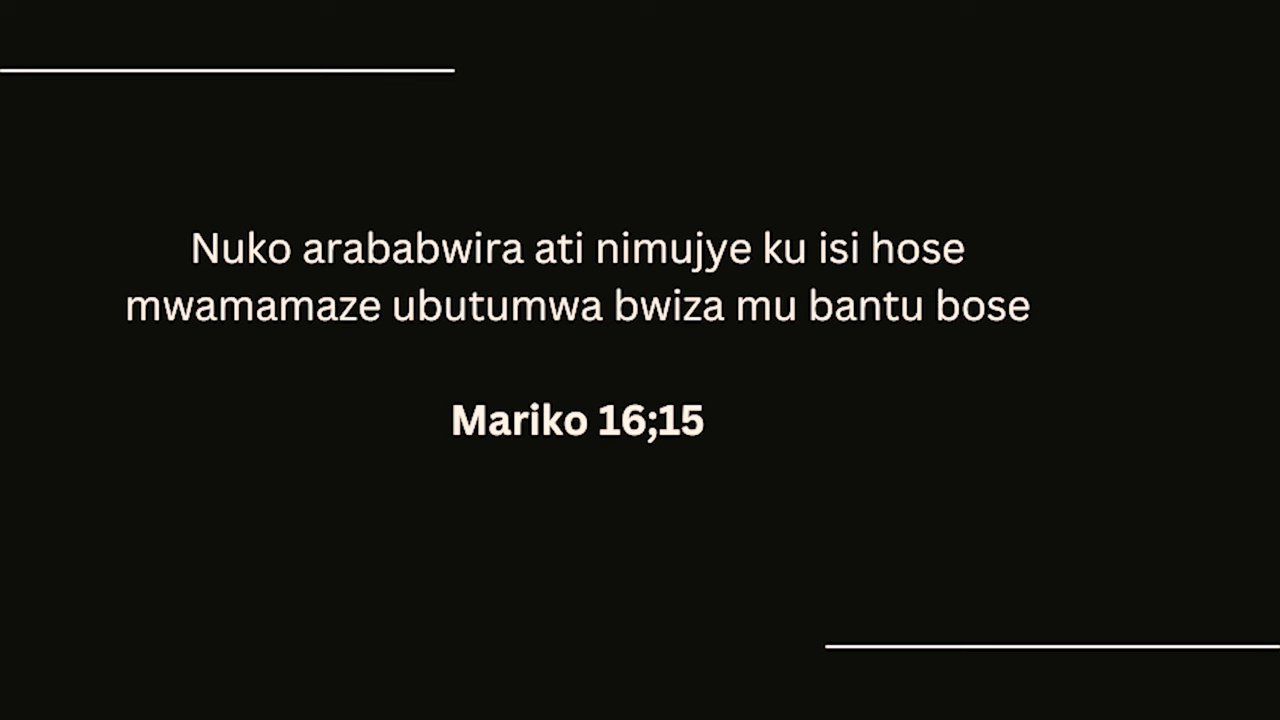 Nuko arababwira ati nimujye ku isi hose
mwamamaze ubutumwa bwiza mu bantu bose
Mariko 16;15